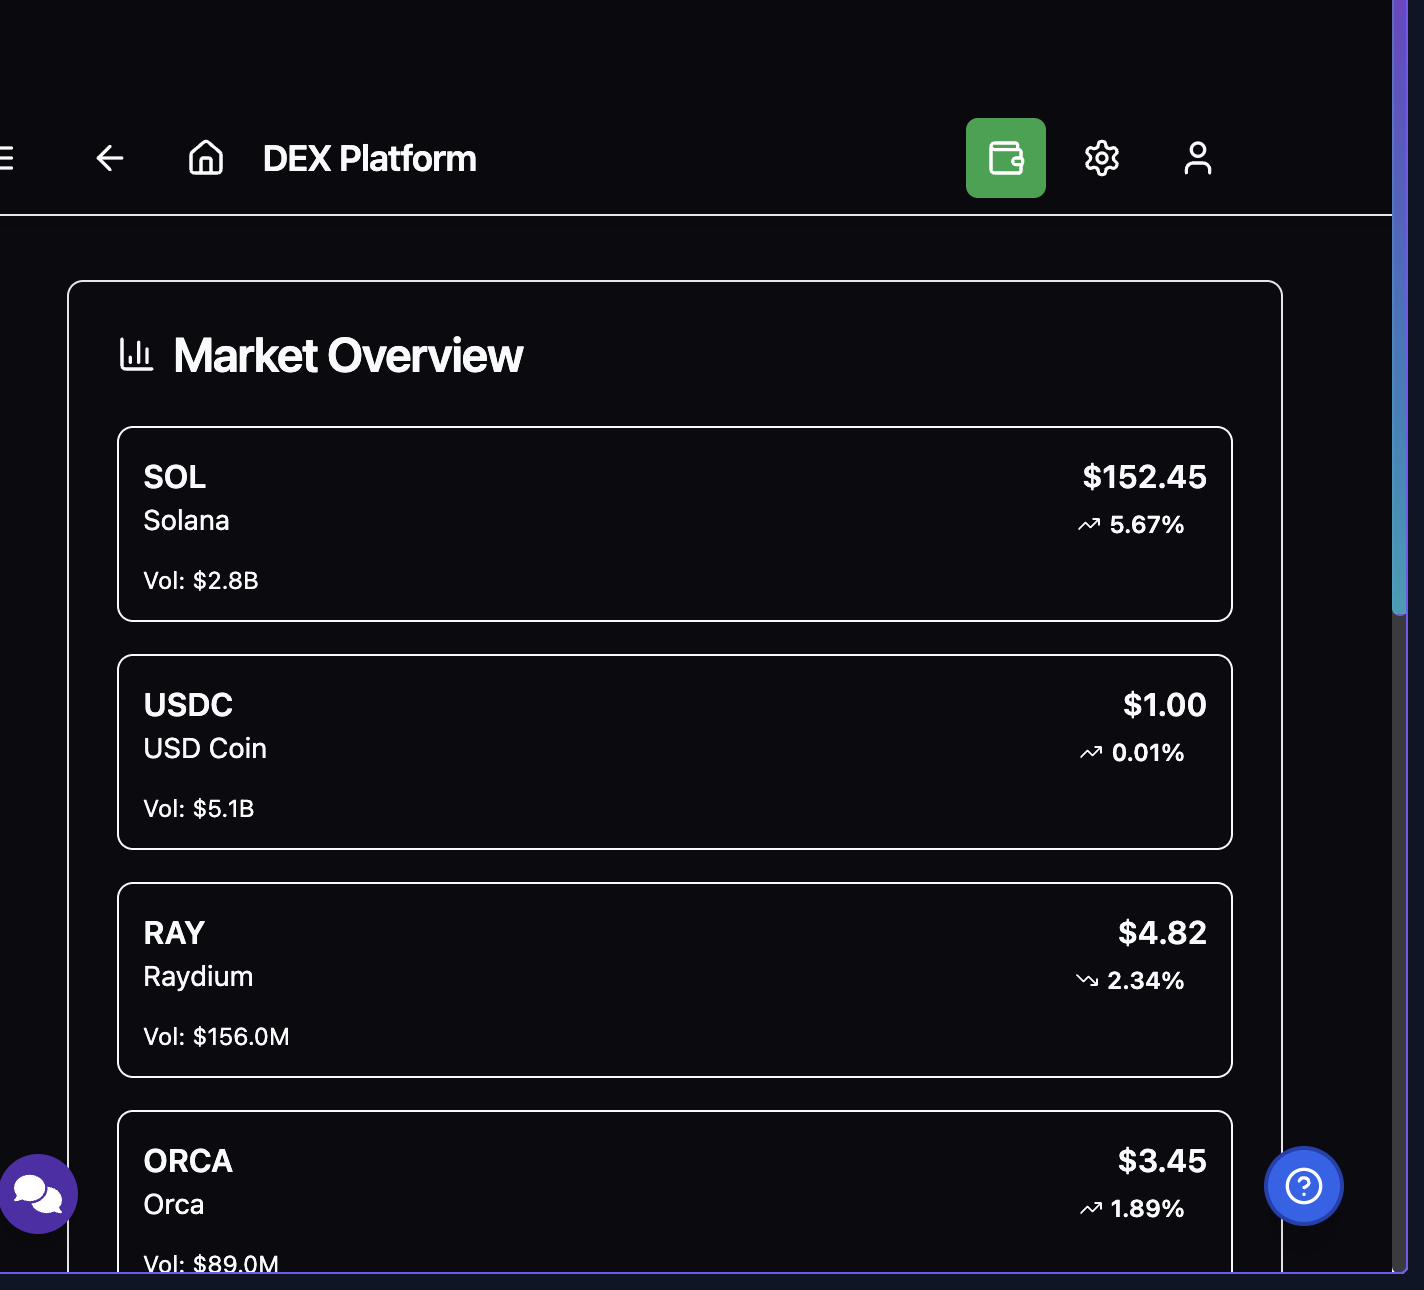 DEX Platform
Market Overview
SOL
$152.45
Solana
5.67%
Vol: $2.8B
USDC
$1.00
USD Coin
0.01%
Vol: $5.1B
RAY
$4.82
Raydium
2.34%
Vol: $156.0M
ORCA
$3.45
Orca
1.89%
Vol: $89.0M